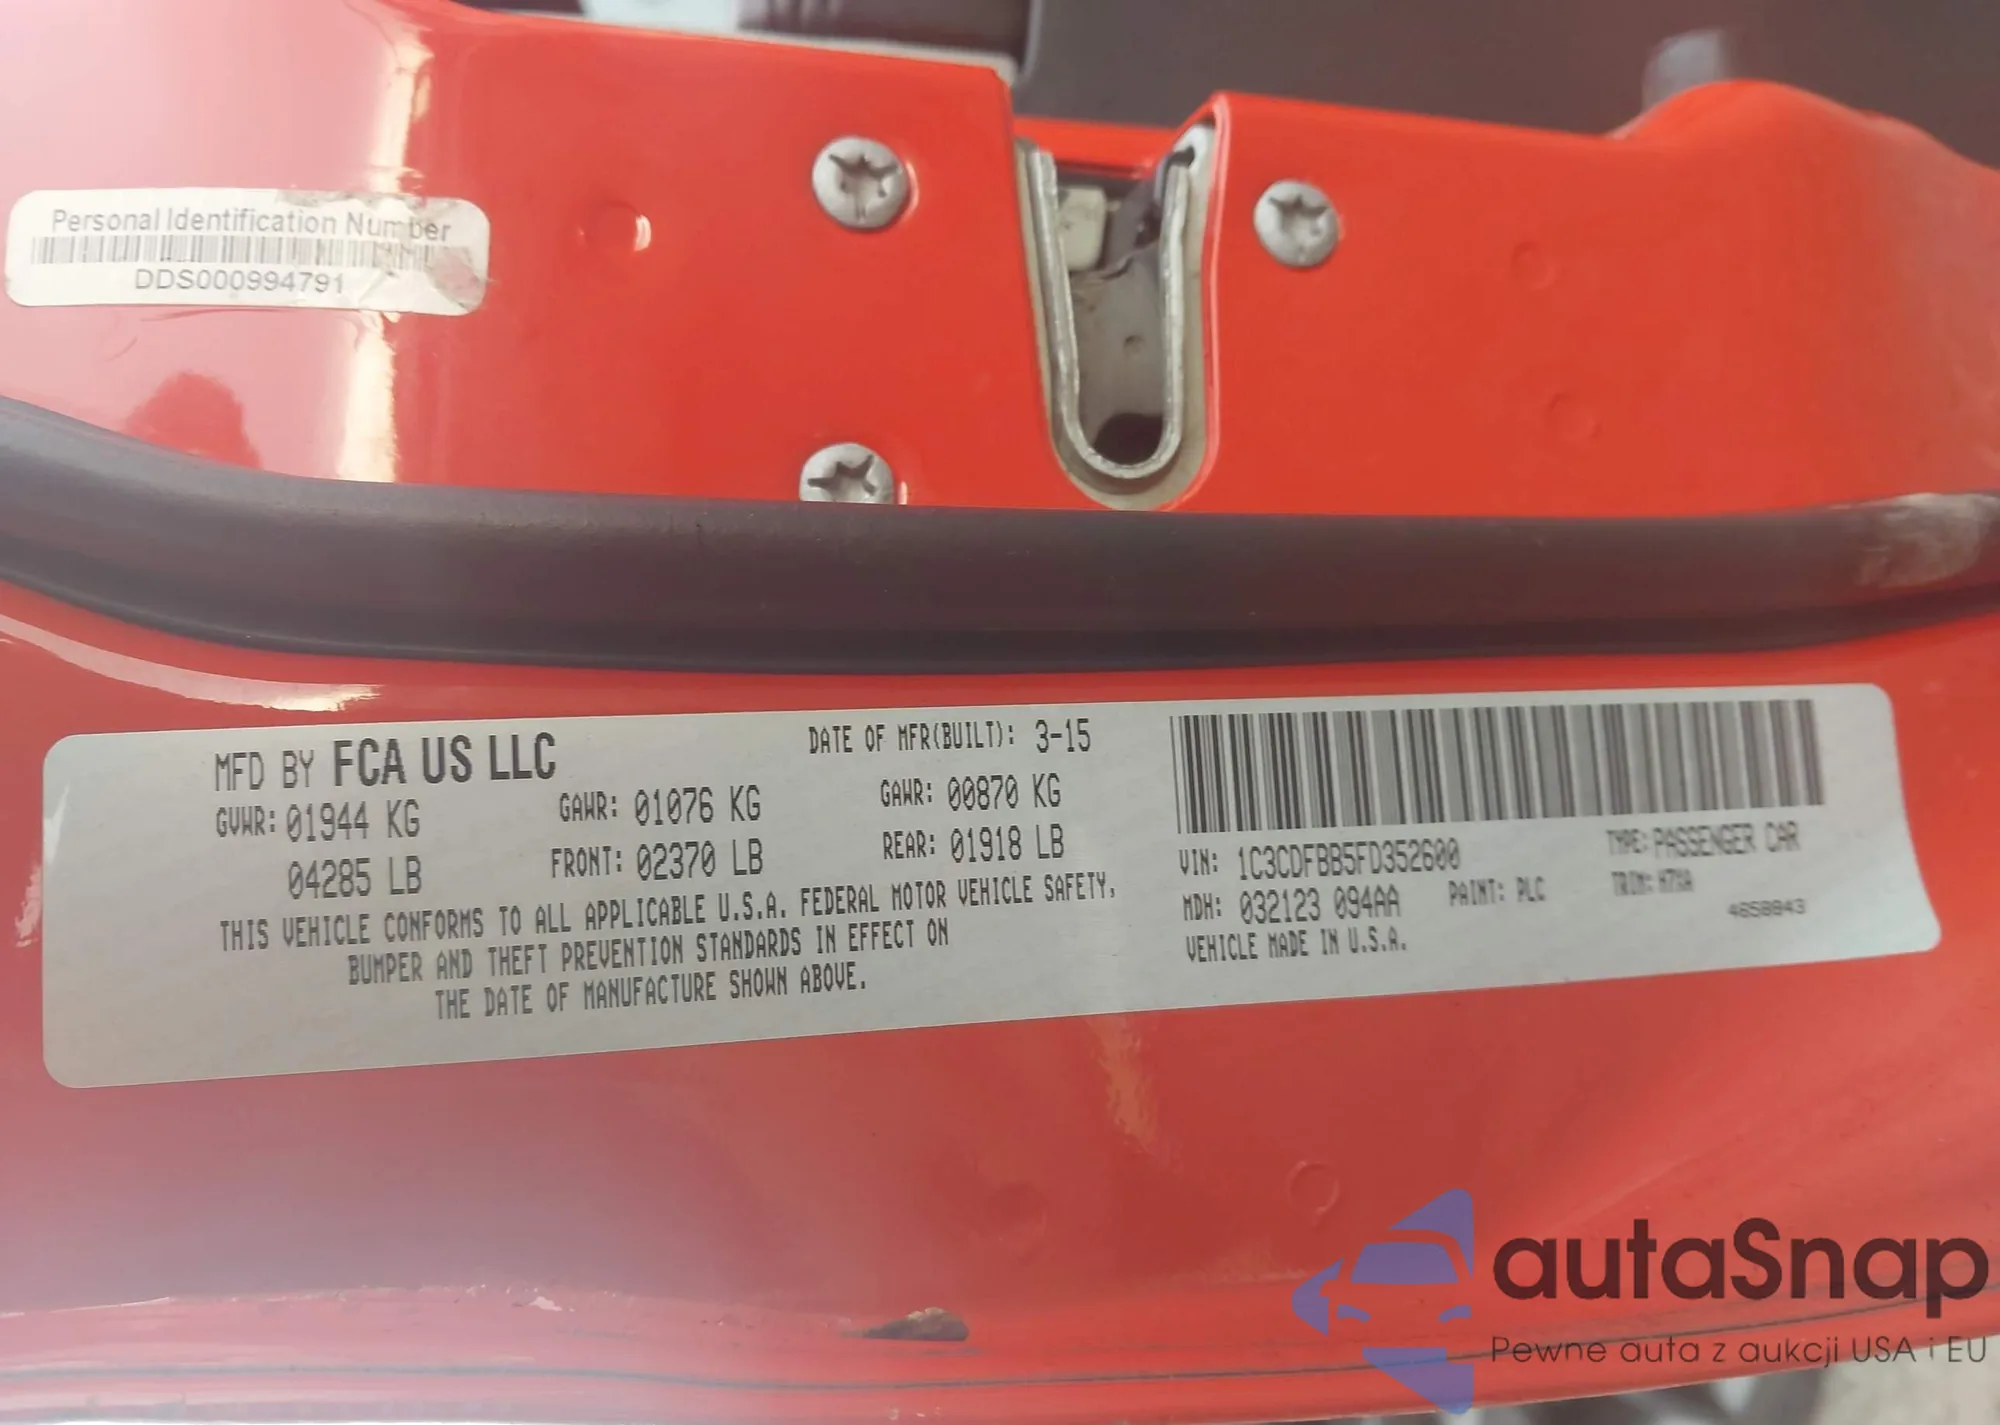 Personal Identification Number
DDS000994791
MFD BY FCA US LLC
DATE OF MFR(BUILT): 3-15
GVWR: 01944 KG
GAWR: 01076 KG
GAWR: 00870 KG
04285 LB
FRONT: 02370 LB
REAR: 01918 LB
THIS VEHICLE CONFORMS TO ALL APPLICABLE U.S.A. FEDERAL MOTOR VEHICLE SAFETY,
BUMPER AND THEFT PREVENTION STANDARDS IN EFFECT ON
THE DATE OF MANUFACTURE SHOWN ABOVE.
VIN: 1C3CDFBB5FD352600
TYPE: PASSENGER CAR
MDH: 032123 094AA
PAINT: PLC
TRIM:
VEHICLE MADE IN U.S.A.
4658943
autaSnap
Pewne auta z aukcji USA i EU